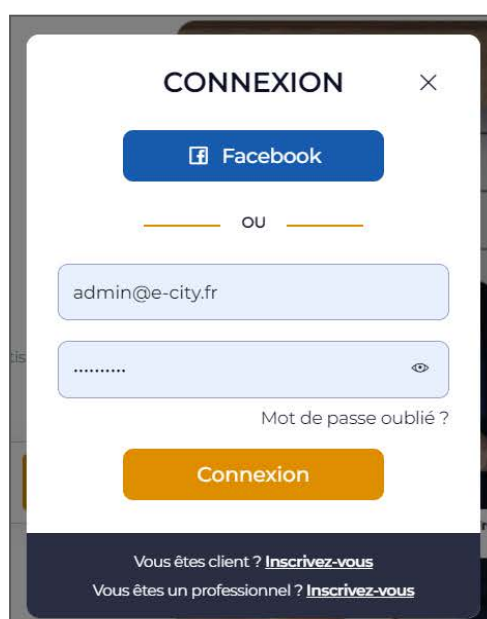 CONNEXION
Facebook
OU
admin@e-city.fr
..........
Mot de passe oublié ?
Connexion
Vous êtes client ? Inscrivez-vous
Vous êtes un professionnel ? Inscrivez-vous